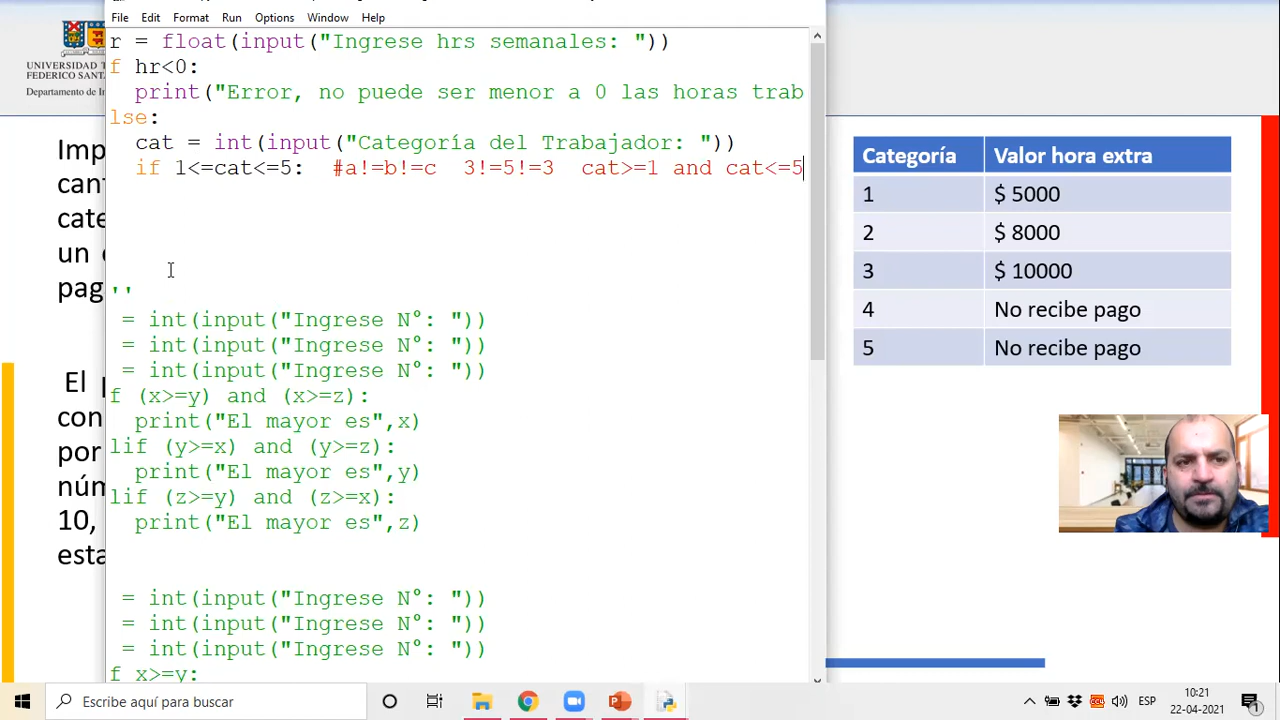 File Edit Format Run Options Window Help
UNIVERSIDAD T
FEDERICO SANT
Departamento de In
r = float(input("Ingrese hrs semanales: "))
f hr<0:
print("Error, no puede ser menor a 0 las horas trab
lse:
cat = int(input("Categoría del Trabajador: "))
if 1<=cat<=5: #a!=b!=c 3!=5!=3 cat>=1 and cat<=5
''
= int(input("Ingrese N°: "))
= int(input("Ingrese N°: "))
= int(input("Ingrese N°: "))
f (x>=y) and (x>=z):
print("El mayor es",x)
lif (y>=x) and (y>=z):
print("El mayor es",y)
lif (z>=y) and (z>=x):
print("El mayor es",z)
= int(input("Ingrese N°: "))
= int(input("Ingrese N°: "))
= int(input("Ingrese N°: "))
f x>=y:
Imp
cant
cate
un
pag
El
con
por
núm
10,
esta
Categoría Valor hora extra
1 $ 5000
2 $ 8000
3 $ 10000
4 No recibe pago
5 No recibe pago
Escribe aquí para buscar
ESP
10:21
22-04-2021